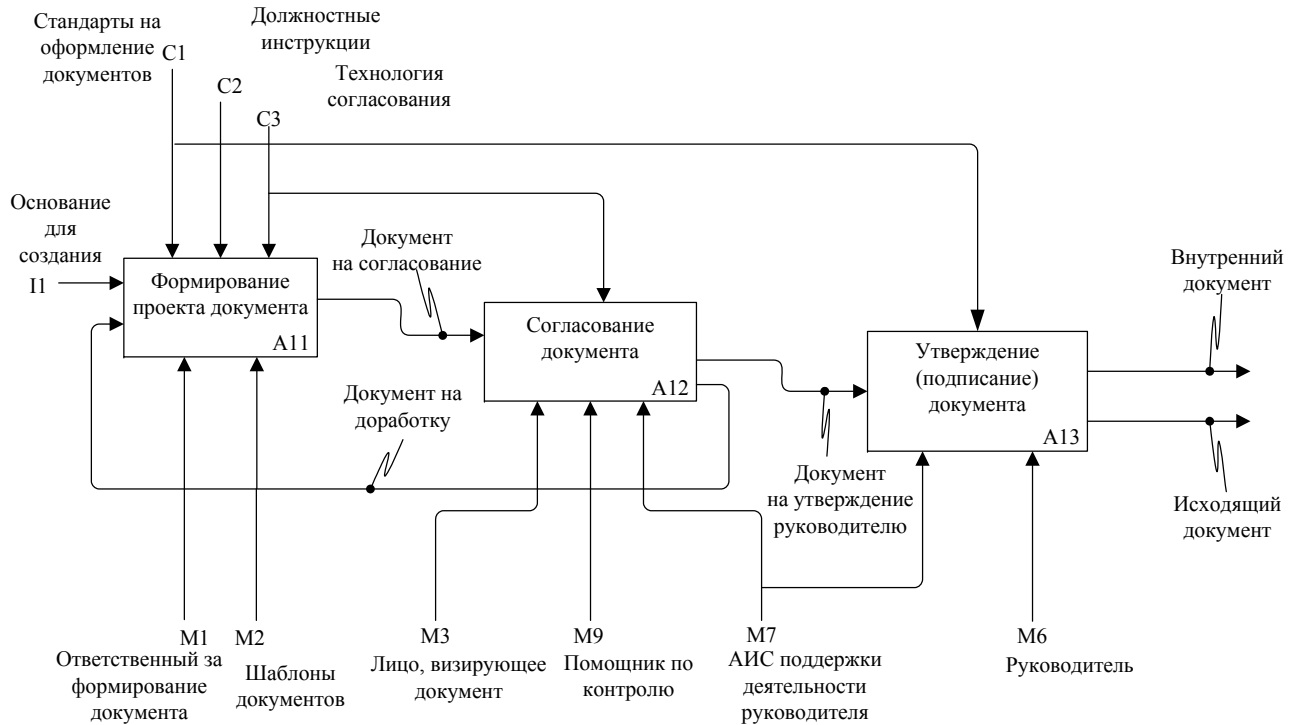 Стандарты на
оформление
документов
C1
Должностные
инструкции
C2
Технология
согласования
C3
Основание
для
создания
I1
Формирование
проекта документа
A11
Документ
на согласование
Согласование
документа
A12
Документ на
доработку
Утверждение
(подписание)
документа
A13
Внутренний
документ
Документ
на утверждение
руководителю
Исходящий
документ
M1
Ответственный за
формирование
документа
M2
Шаблоны
документов
M3
Лицо, визирующее
документ
M9
Помощник по
контролю
M7
АИС поддержки
деятельности
руководителя
M6
Руководитель